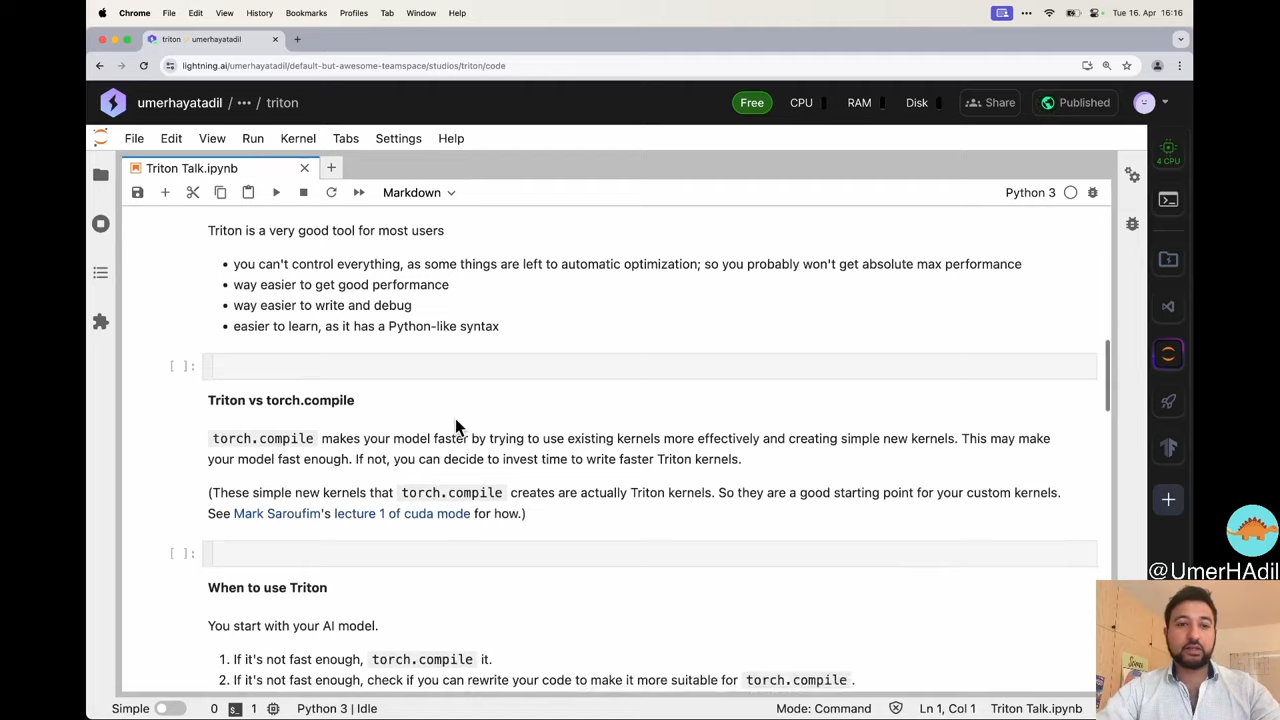 Chrome File Edit View History Bookmarks Profiles Tab Window Help Tue 16. April 16:16
triton umerhayatadil
lightning.ai/umerhayatadil/default-but-awesome-teamspace/studios/triton/code
umerhayatadil / ••• / triton Free CPU RAM Disk Share Published
File Edit View Run Kernel Tabs Settings Help
4 CPU
Triton Talk.ipynb
Markdown Python 3
Triton is a very good tool for most users
• you can't control everything, as some things are left to automatic optimization; so you probably won't get absolute max performance
• way easier to get good performance
• way easier to write and debug
• easier to learn, as it has a Python-like syntax
[ ]:
Triton vs torch.compile
torch.compile makes your model faster by trying to use existing kernels more effectively and creating simple new kernels. This may make
your model fast enough. If not, you can decide to invest time to write faster Triton kernels.
(These simple new kernels that torch.compile creates are actually Triton kernels. So they are a good starting point for your custom kernels.
See Mark Saroufim's lecture 1 of cuda mode for how.)
[ ]:
When to use Triton
You start with your AI model.
1. If it's not fast enough, torch.compile it.
2. If it's not fast enough, check if you can rewrite your code to make it more suitable for torch.compile.
@UmerHAdil
Simple 0 1 Python 3 | Idle Mode: Command Ln 1, Col 1 Triton Talk.ipynb